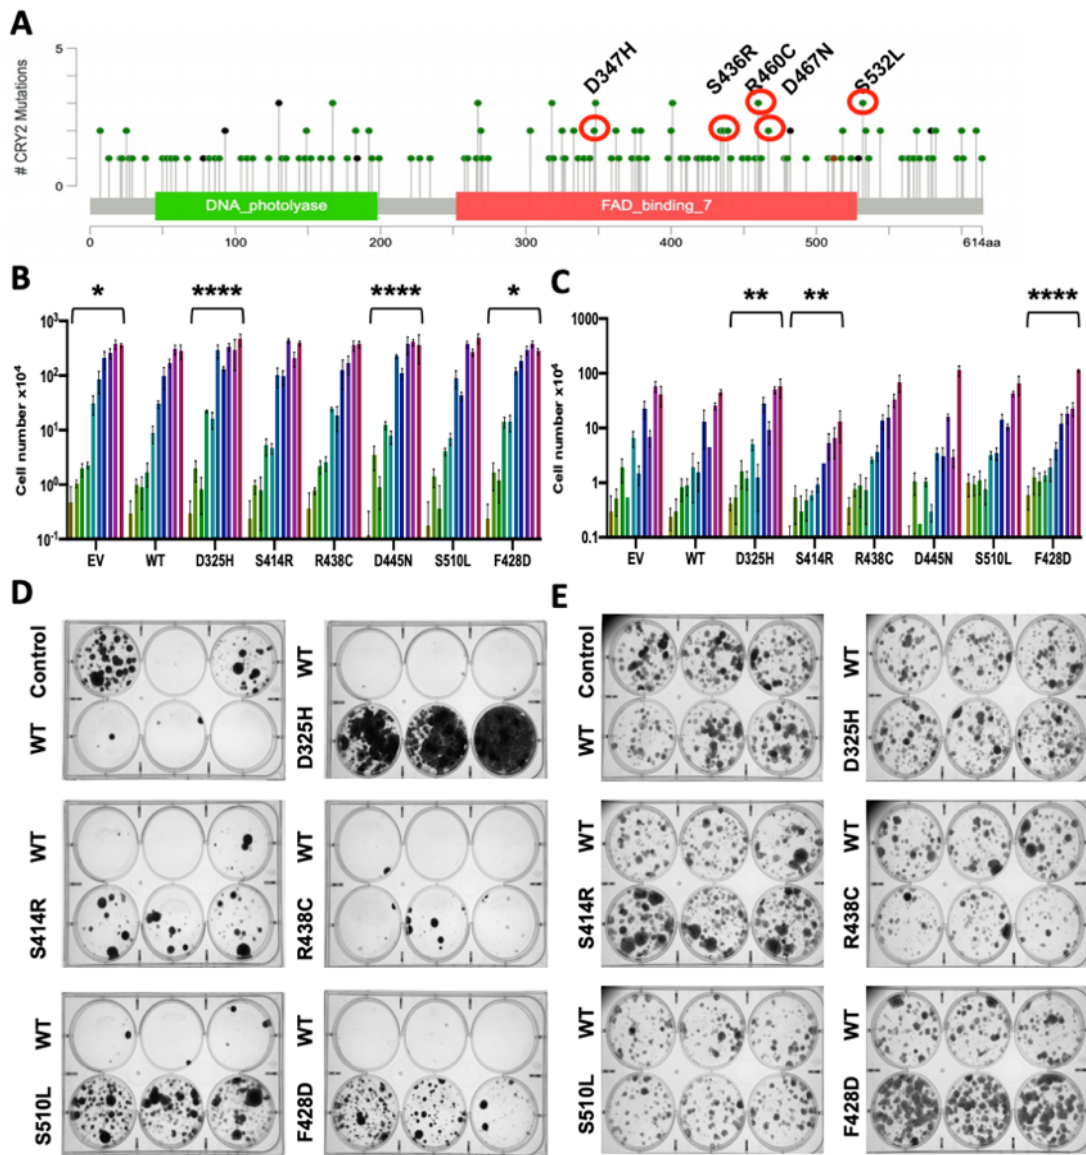 A
D347H
S436R
R460C
D467N
S532L
# CRY2 Mutations
5
0
DNA_photolyase
FAD_binding_7
0 100 200 300 400 500 614aa
B
* **** **** *
Cell number x10⁴
10³
10²
10¹
10⁰
10⁻¹
EV WT D325H S414R R438C D445N S510L F428D
C
** ** ****
Cell number x10⁴
1000
100
10
1
0.1
EV WT D325H S414R R438C D445N S510L F428D
D
Control
WT
WT
D325H
WT
S414R
WT
R438C
WT
S510L
WT
F428D
E
Control
WT
WT
D325H
WT
S414R
WT
R438C
WT
S510L
WT
F428D